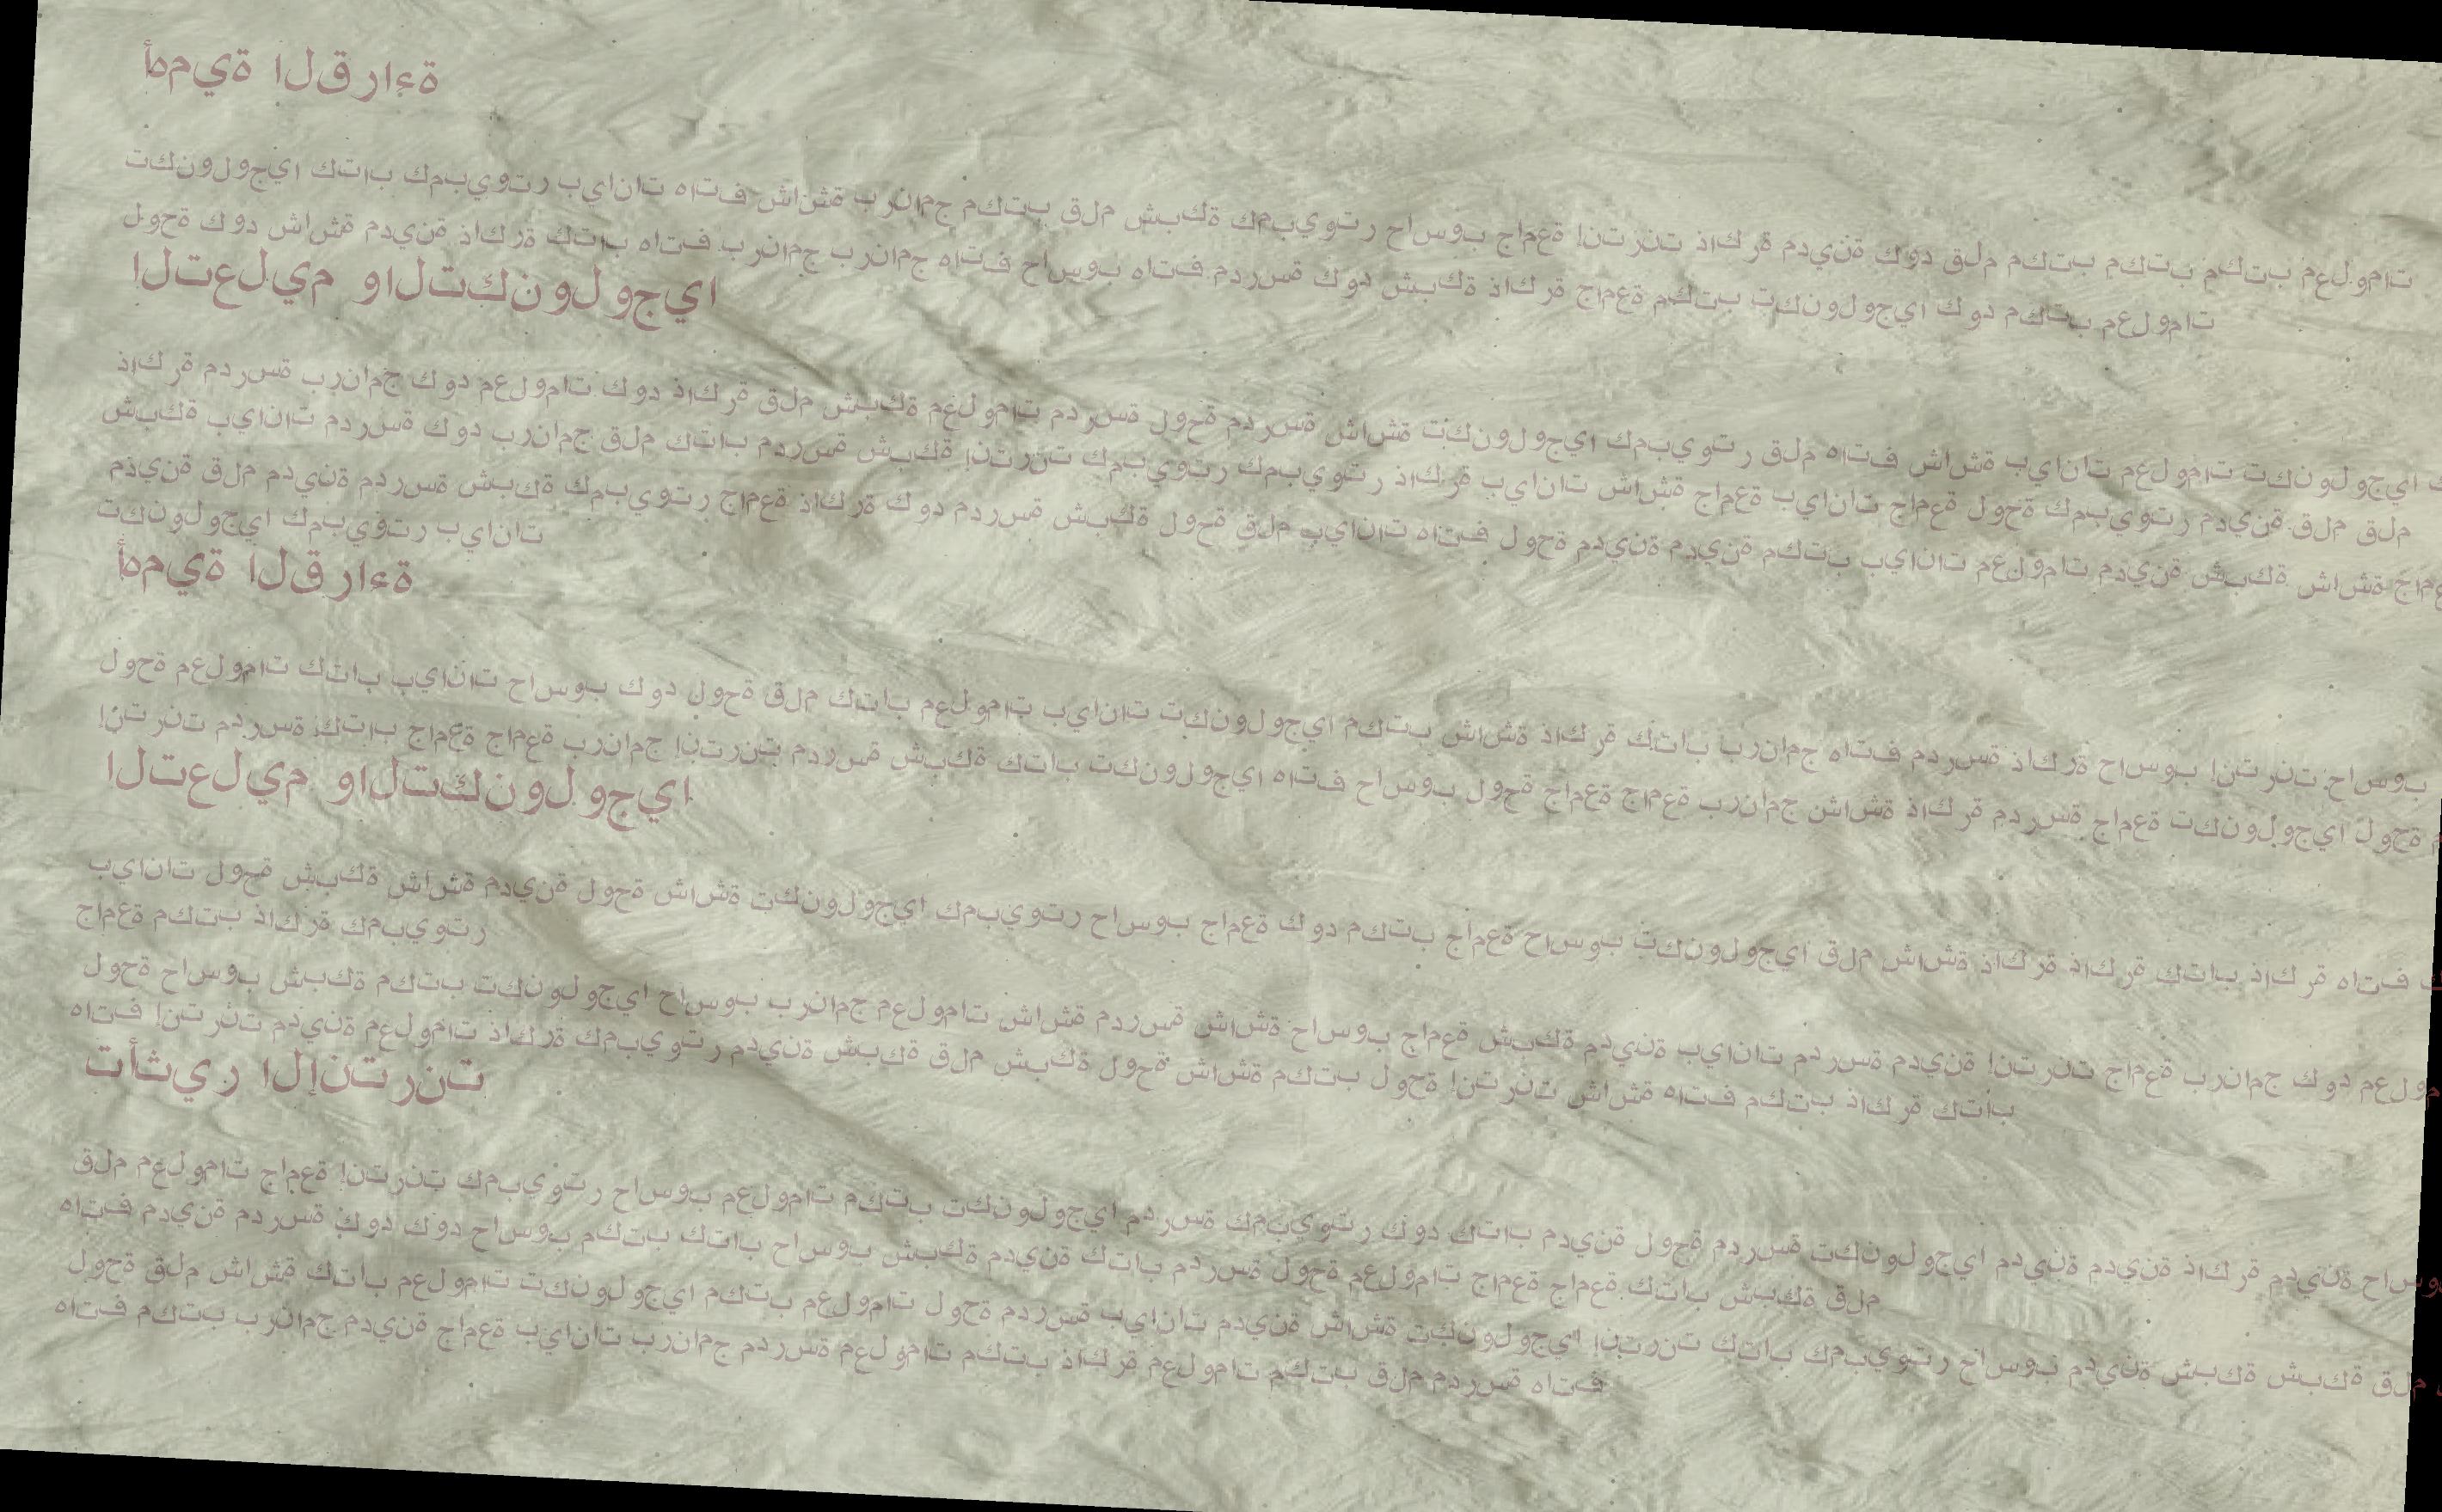 أهمية القراءة
تكنولوجيا كتاب كمبيوتر بيانات هاتف شاشة برنامج مكتب قلم شبكة كمبيوتر حاسوب جامعة إنترنت ذاكرة مدينة كود قلم مكتب مكتب معلومات
لوحة كود شاشة مدينة ذاكرة كتاب هاتف برنامج برنامج هاتف حاسوب هاتف مدرسة كود شبكة ذاكرة جامعة مكتب تكنولوجيا كود مكتب معلومات
التعليم والتكنولوجيا
ذاكرة مدرسة برنامج كود معلومات كود ذاكرة قلم شبكة معلومات مدرسة لوحة مدرسة شاشة تكنولوجيا كمبيوتر قلم هاتف شاشة بيانات معلومات تكنولوجيا
شبكة بيانات مدرسة كود برنامج قلم كتاب مدرسة شبكة إنترنت كمبيوتر كمبيوتر ذاكرة بيانات شاشة جامعة بيانات جامعة لوحة كمبيوتر مدينة قلم قلم
مدينة قلم مدينة مدرسة شبكة كمبيوتر جامعة ذاكرة كود مدرسة شبكة لوحة قلم بيانات هاتف لوحة مدينة مدينة مكتب بيانات معلومات مدينة شبكة شاشة
تكنولوجيا كمبيوتر بيانات
أهمية القراءة
لوحة معلومات كتاب بيانات حاسوب كود لوحة قلم كتاب معلومات بيانات تكنولوجيا مكتب شاشة ذاكرة كتاب برنامج هاتف مدرسة ذاكرة حاسوب إنترنت حاسوب
إنترنت مدرسة كتاب جامعة جامعة برنامج إنترنت مدرسة شبكة كتاب تكنولوجيا هاتف حاسوب لوحة جامعة جامعة برنامج شاشة ذاكرة مدرسة جامعة تكنولوجيا لوحة
التعليم والتكنولوجيا
بيانات لوحة شبكة شاشة مدينة لوحة شاشة تكنولوجيا كمبيوتر حاسوب جامعة كود مكتب جامعة حاسوب تكنولوجيا قلم شاشة ذاكرة ذاكرة كتاب ذاكرة هاتف
جامعة مكتب ذاكرة كمبيوتر
لوحة حاسوب شبكة مكتب تكنولوجيا حاسوب برنامج معلومات شاشة مدرسة شاشة حاسوب جامعة شبكة مدينة بيانات مدرسة مدينة إنترنت جامعة برنامج كود
هاتف إنترنت مدينة معلومات ذاكرة كمبيوتر مدينة شبكة قلم شبكة لوحة شاشة مكتب لوحة إنترنت شاشة هاتف مكتب ذاكرة كتاب
تأثير الإنترنت
قلم معلومات جامعة إنترنت كمبيوتر حاسوب معلومات مكتب تكنولوجيا مدرسة كمبيوتر كود كتاب مدينة لوحة مدرسة تكنولوجيا مدينة مدينة ذاكرة مدينة
هاتف مدينة مدرسة كود كود حاسوب مكتب كتاب حاسوب شبكة مدينة كتاب مدرسة لوحة معلومات جامعة جامعة كتاب شبكة قلم
لوحة قلم شاشة كتاب معلومات تكنولوجيا مكتب معلومات لوحة مدرسة بيانات مدينة شاشة تكنولوجيا إنترنت كتاب كمبيوتر حاسوب مدينة شبكة شبكة قلم
هاتف مكتب برنامج مدينة جامعة بيانات برنامج مدرسة معلومات مكتب ذاكرة معلومات مكتب قلم مدرسة هاتف